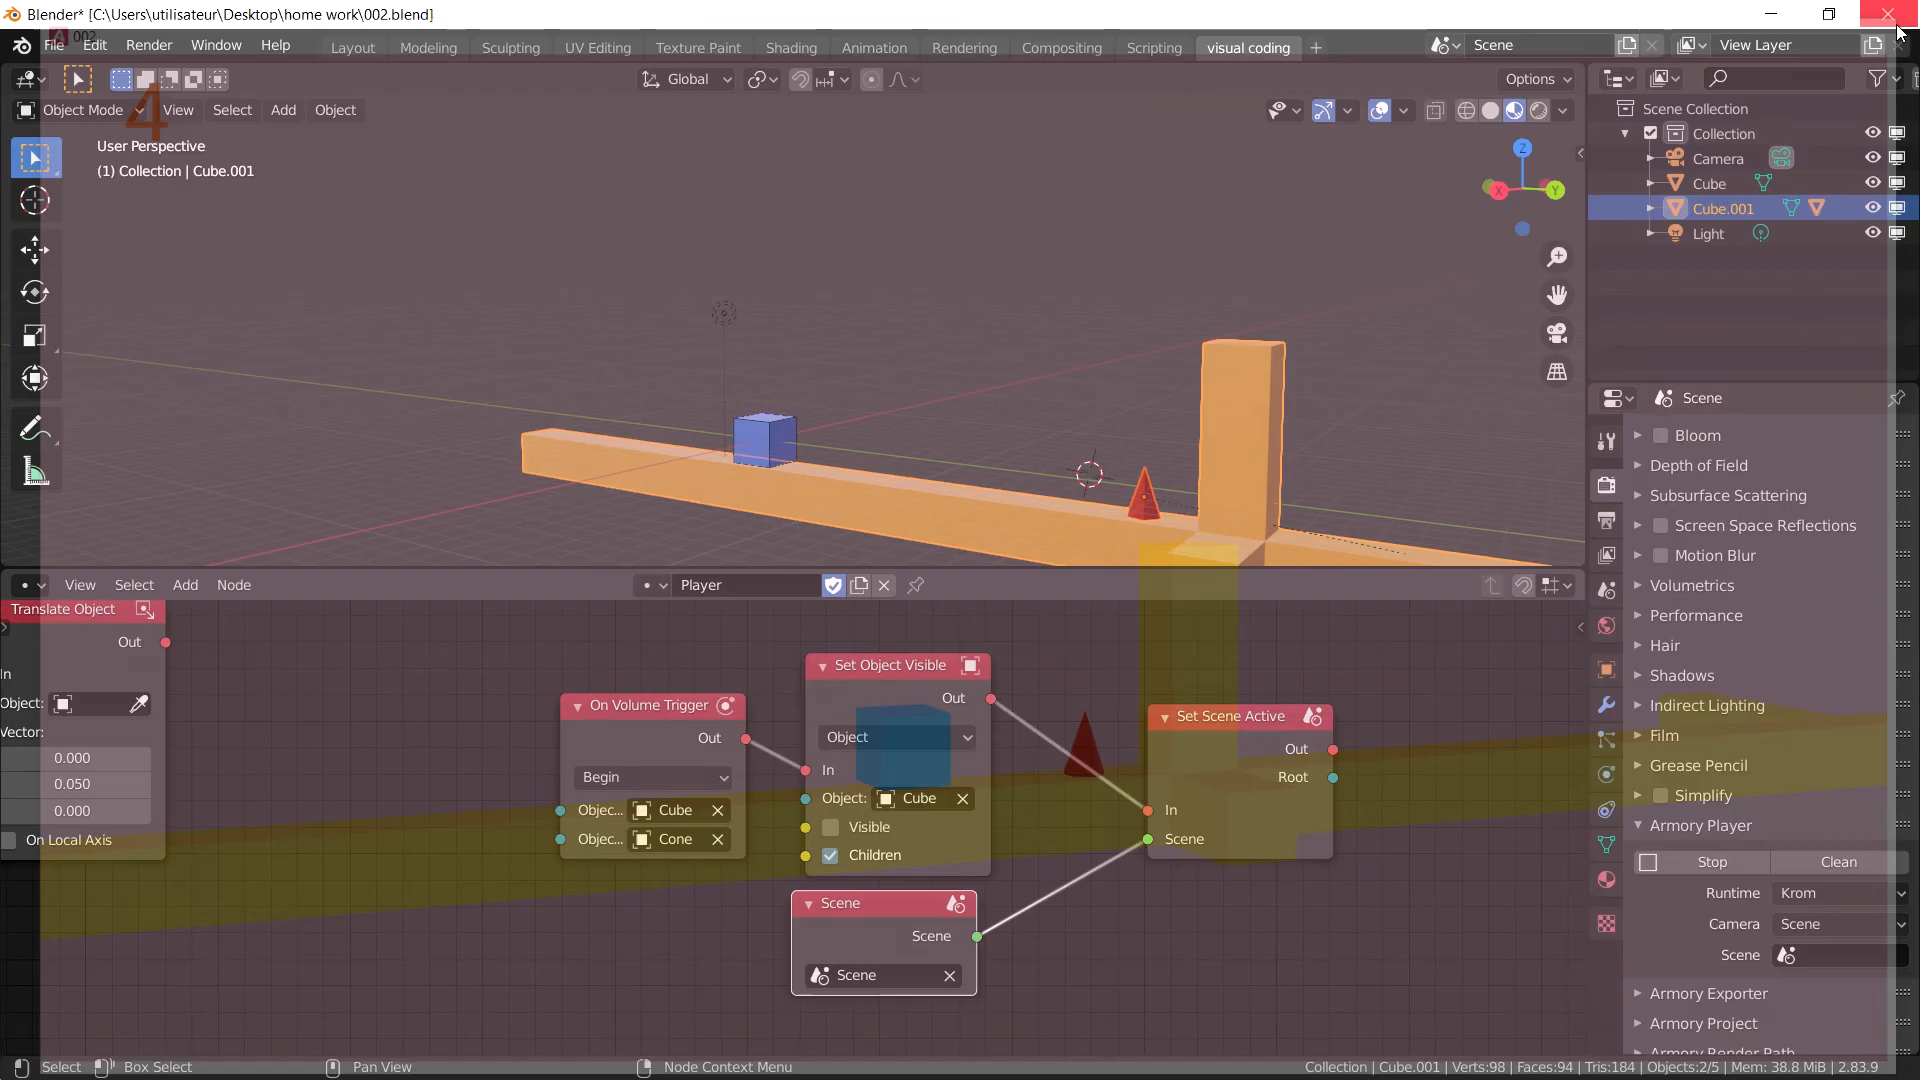 Blender* [C:\Users\utilisateur\Desktop\home work\002.blend]
002
File Edit Render Window Help
Layout Modeling Sculpting UV Editing Texture Paint Shading Animation Rendering Compositing Scripting visual coding +
Scene
View Layer
Global
Options
4
Object Mode View Select Add Object
User Perspective
(1) Collection | Cube.001
Z
X
Y
Scene Collection
Collection
Camera
Cube
Cube.001
Light
Scene
Bloom
Depth of Field
Subsurface Scattering
Screen Space Reflections
Motion Blur
Volumetrics
Performance
Hair
Shadows
Indirect Lighting
Film
Grease Pencil
Simplify
Armory Player
Stop Clean
Runtime Krom
Camera Scene
Scene
Armory Exporter
Armory Project
Armory Render Path
View Select Add Node
Player
Translate Object
Out
In
Object:
Vector:
0.000
0.050
0.000
On Local Axis
On Volume Trigger
Out
Begin
Objec... Cube
Objec... Cone
Set Object Visible
Out
Object
In
Object: Cube
Visible
Children
Scene
Scene
Scene
Set Scene Active
Out
Root
In
Scene
Select Box Select Pan View Node Context Menu
Collection | Cube.001 | Verts:98 | Faces:94 | Tris:184 | Objects:2/5 | Mem: 38.8 MiB | 2.83.9